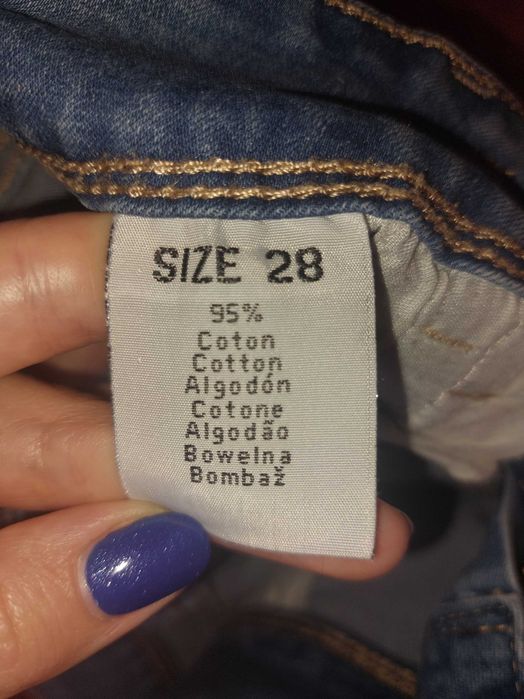 SIZE 28
95%
Coton
Cotton
Algodón
Cotone
Algodão
Bowelna
Bombaž